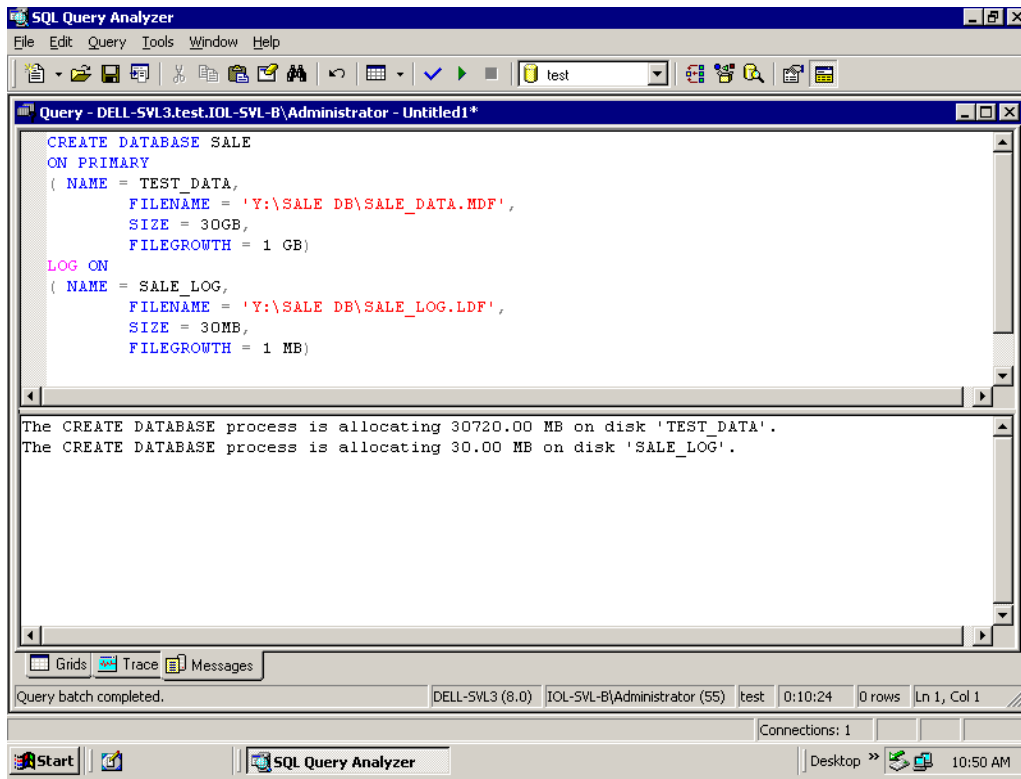 SQL Query Analyzer
File Edit Query Tools Window Help
test
Query - DELL-SVL3.test.IOL-SVL-B\Administrator - Untitled1*
CREATE DATABASE SALE
ON PRIMARY
( NAME = TEST_DATA,
FILENAME = 'Y:\SALE DB\SALE_DATA.MDF',
SIZE = 30GB,
FILEGROWTH = 1 GB)
LOG ON
( NAME = SALE_LOG,
FILENAME = 'Y:\SALE DB\SALE_LOG.LDF',
SIZE = 30MB,
FILEGROWTH = 1 MB)
The CREATE DATABASE process is allocating 30720.00 MB on disk 'TEST_DATA'.
The CREATE DATABASE process is allocating 30.00 MB on disk 'SALE_LOG'.
Grids Trace Messages
Query batch completed. DELL-SVL3 (8.0) IOL-SVL-B\Administrator (55) test 0:10:24 0 rows Ln 1, Col 1
Connections: 1
Start SQL Query Analyzer Desktop » 10:50 AM